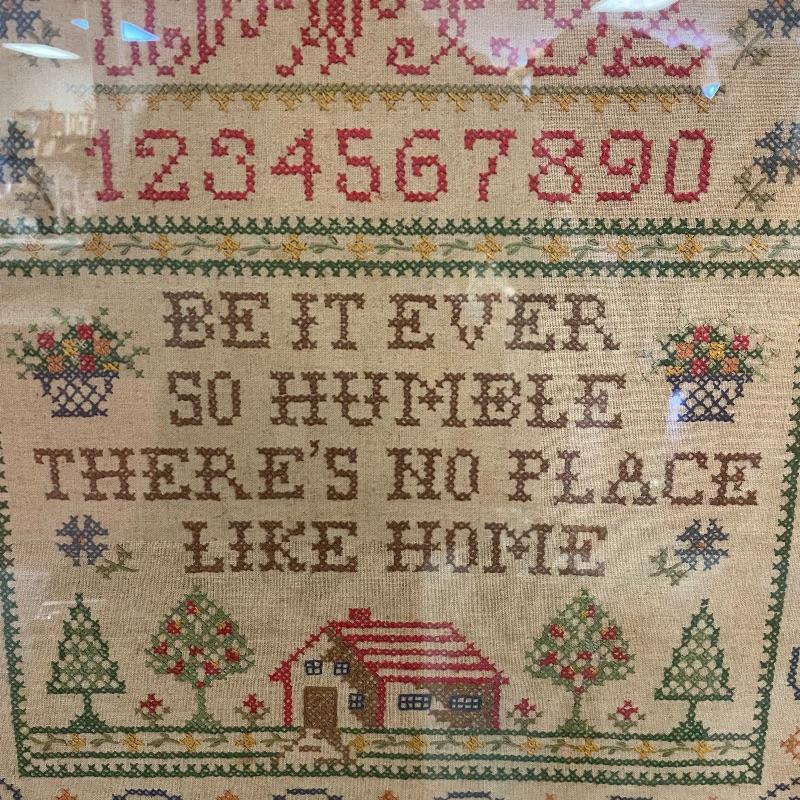 1234567890
BE IT EVER
SO HUMBLE
THERE'S NO PLACE
LIKE HOME